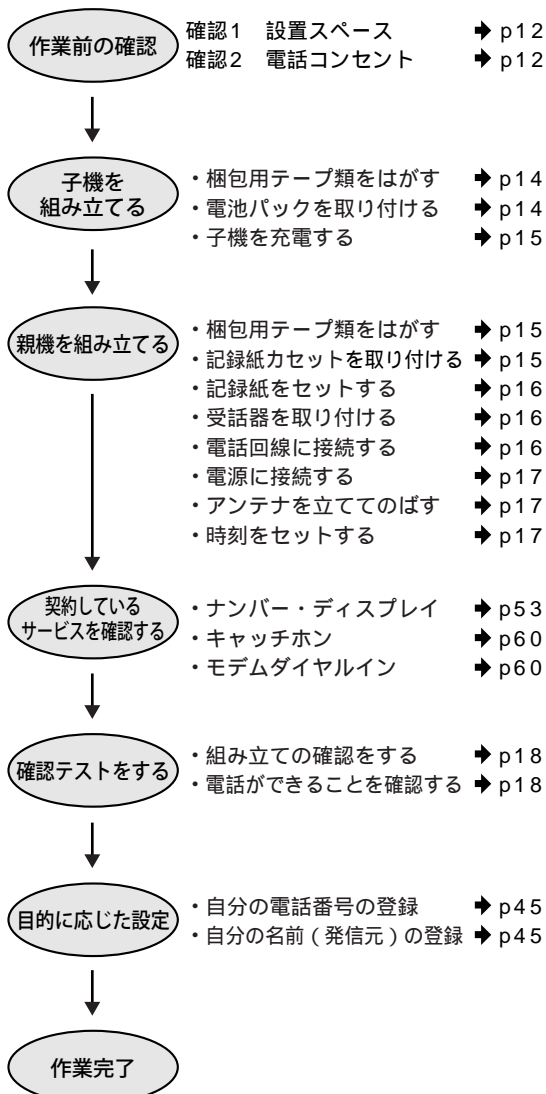 作業前の確認
確認1 設置スペース ➡ p12
確認2 電話コンセント ➡ p12
子機を
組み立てる
・梱包用テープ類をはがす ➡ p14
・電池パックを取り付ける ➡ p14
・子機を充電する ➡ p15
親機を組み立てる
・梱包用テープ類をはがす ➡ p15
・記録紙カセットを取り付ける ➡ p15
・記録紙をセットする ➡ p16
・受話器を取り付ける ➡ p16
・電話回線に接続する ➡ p16
・電源に接続する ➡ p17
・アンテナを立ててのばす ➡ p17
・時刻をセットする ➡ p17
契約している
サービスを確認する
・ナンバー・ディスプレイ ➡ p53
・キャッチホン ➡ p60
・モデムダイヤルイン ➡ p60
確認テストをする
・組み立ての確認をする ➡ p18
・電話ができることを確認する ➡ p18
目的に応じた設定
・自分の電話番号の登録 ➡ p45
・自分の名前(発信元)の登録 ➡ p45
作業完了